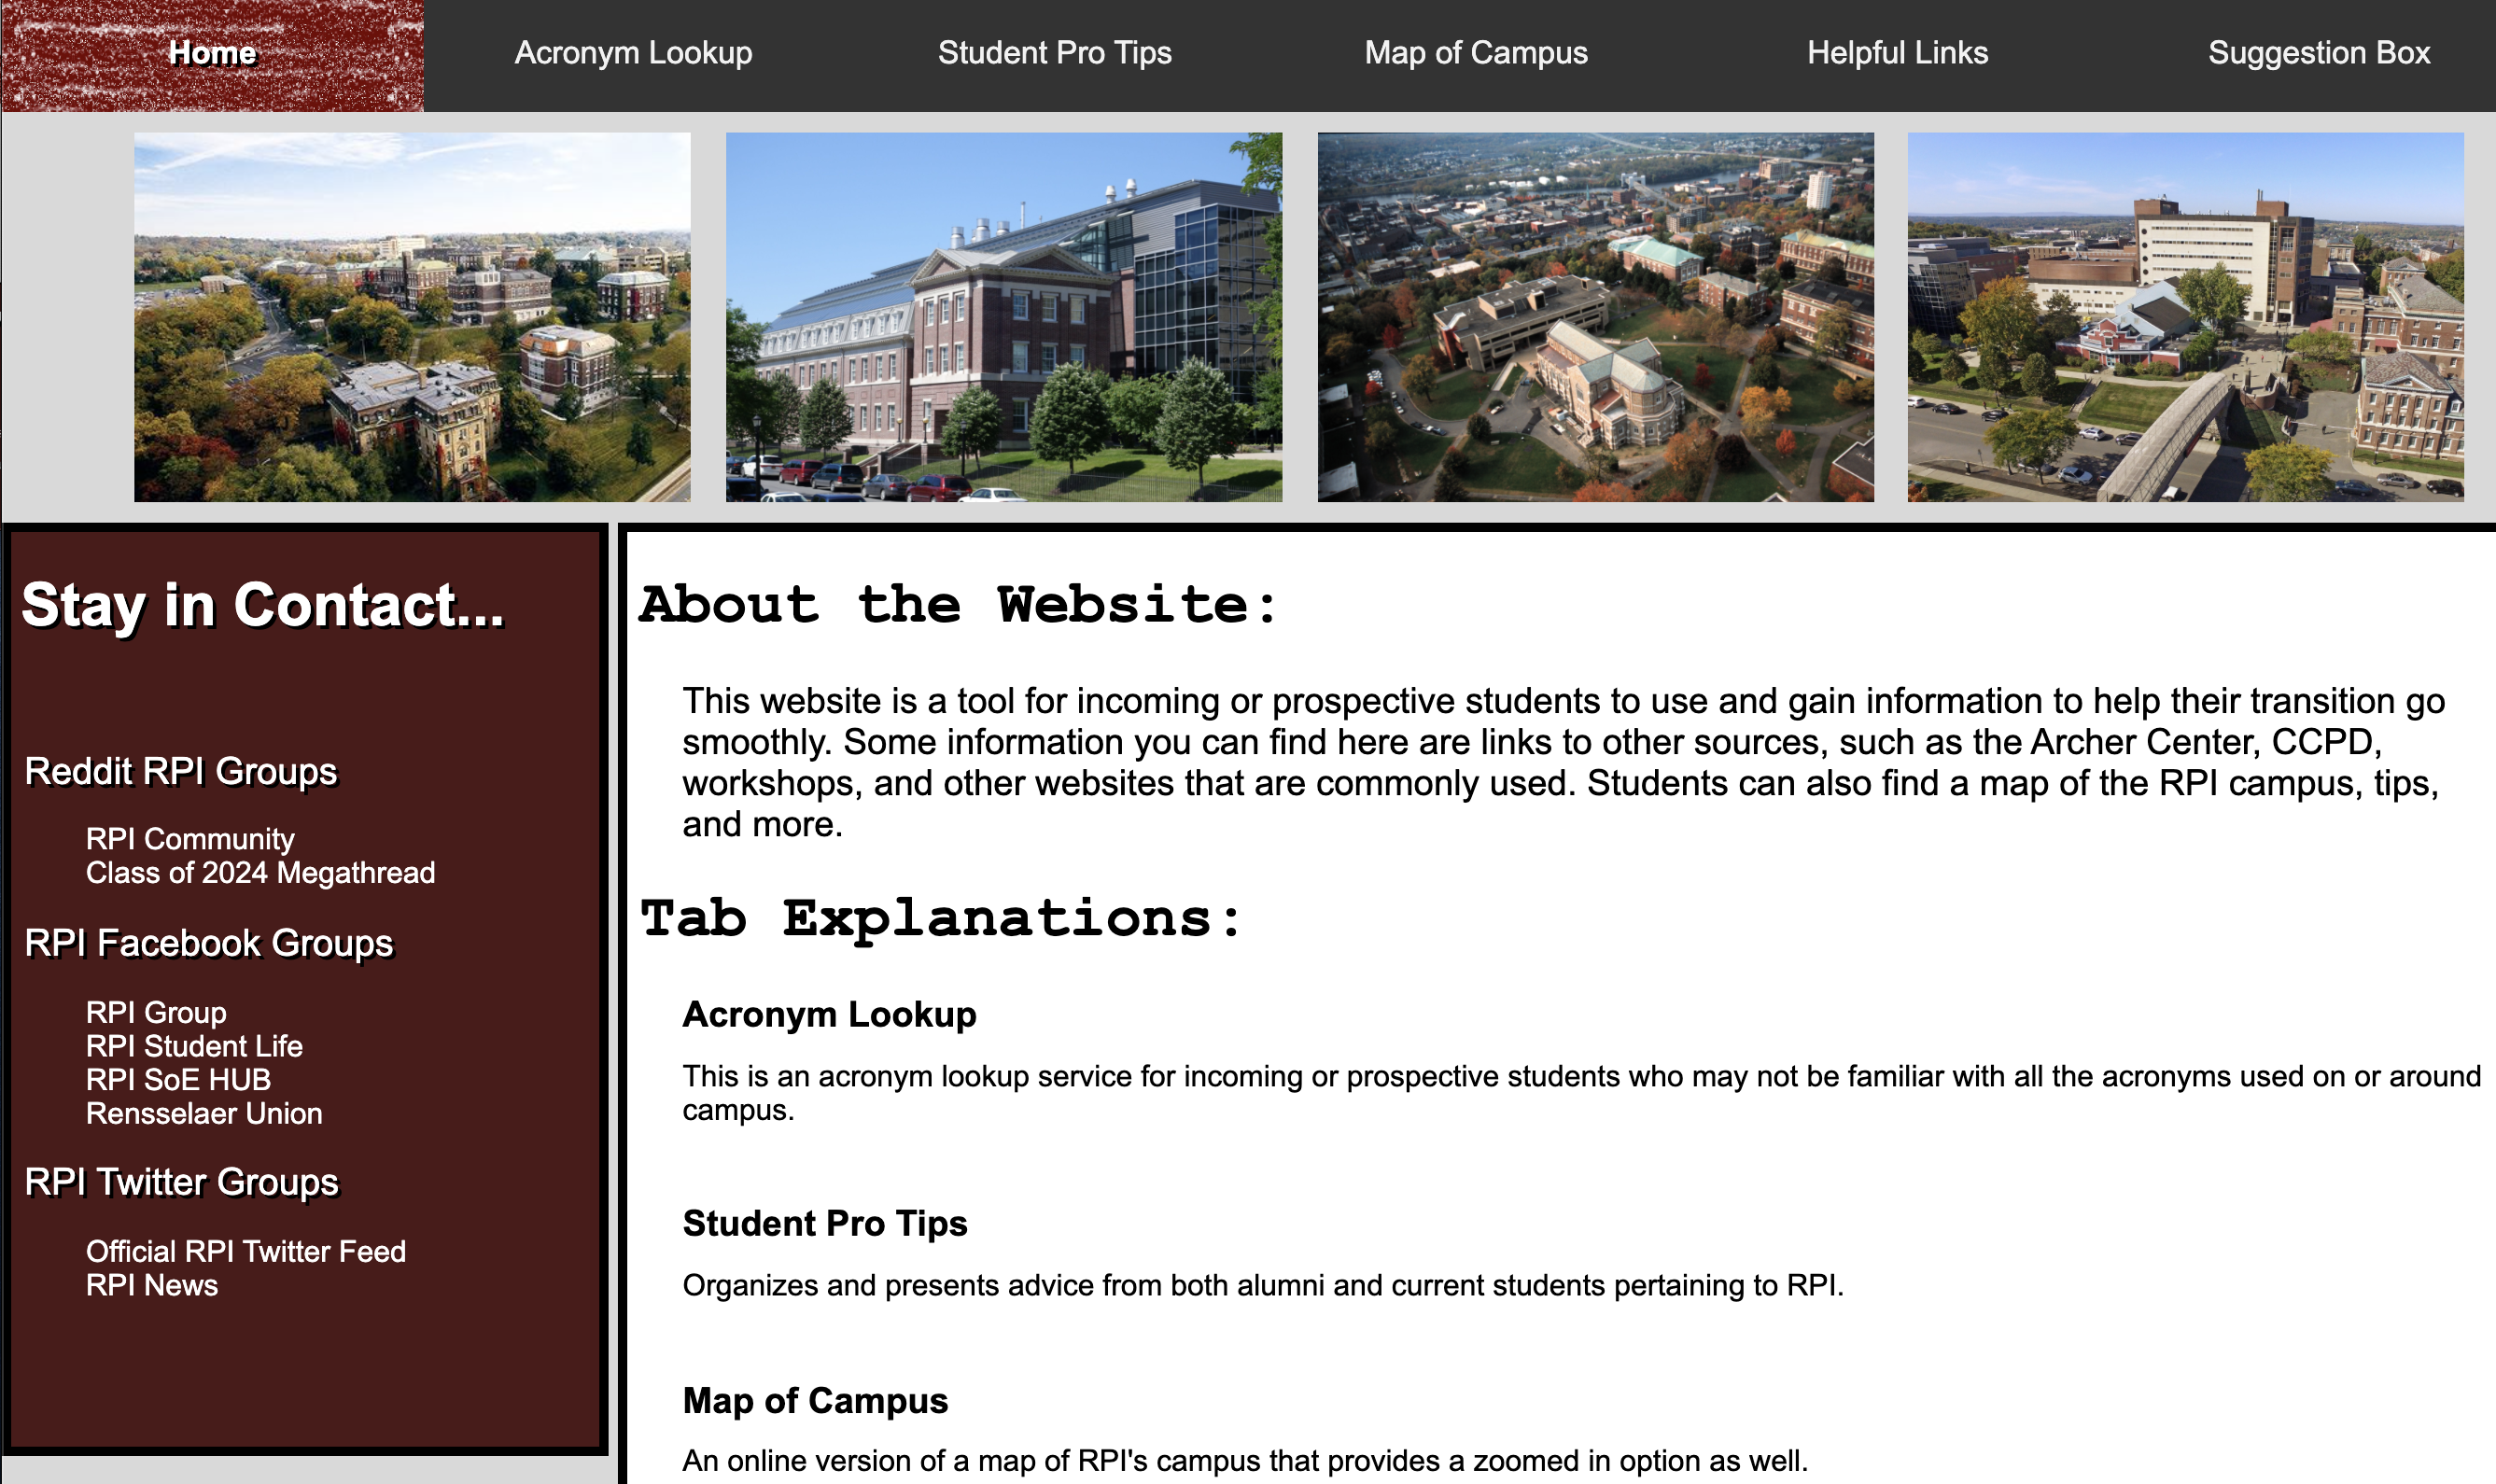 Home
Acronym Lookup
Student Pro Tips
Map of Campus
Helpful Links
Suggestion Box
Stay in Contact...
Reddit RPI Groups
RPI Community
Class of 2024 Megathread
RPI Facebook Groups
RPI Group
RPI Student Life
RPI SoE HUB
Rensselaer Union
RPI Twitter Groups
Official RPI Twitter Feed
RPI News
About the Website:
This website is a tool for incoming or prospective students to use and gain information to help their transition go
smoothly. Some information you can find here are links to other sources, such as the Archer Center, CCPD,
workshops, and other websites that are commonly used. Students can also find a map of the RPI campus, tips,
and more.
Tab Explanations:
Acronym Lookup
This is an acronym lookup service for incoming or prospective students who may not be familiar with all the acronyms used on or around
campus.
Student Pro Tips
Organizes and presents advice from both alumni and current students pertaining to RPI.
Map of Campus
An online version of a map of RPI's campus that provides a zoomed in option as well.